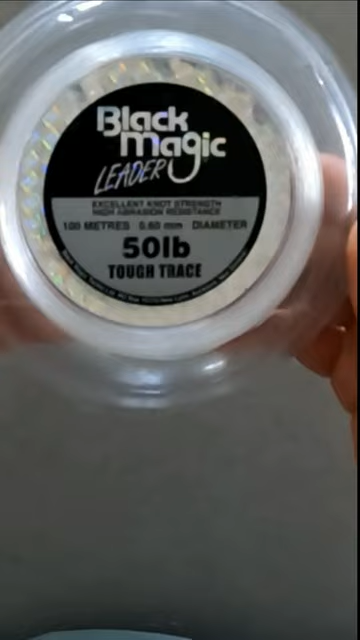 Black
Magic
LEADER
EXCELLENT KNOT STRENGTH
HIGH ABRASION RESISTANCE
100 METRES 0.60 mm DIAMETER
50lb
TOUGH TRACE